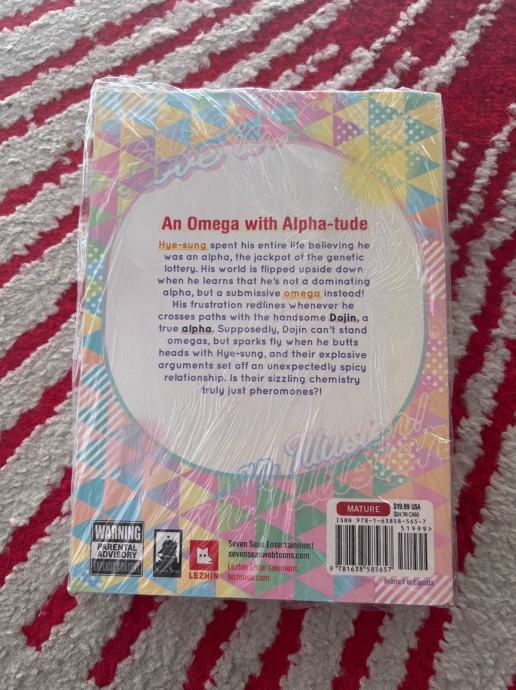 Love is
An Omega with Alpha-tude
Hye-sung spent his entire life believing he
was an alpha, the jackpot of the genetic
lottery. His world is flipped upside down
when he learns that he's not a dominating
alpha, but a submissive omega instead!
His frustration redlines whenever he
crosses paths with the handsome Dojin, a
true alpha. Supposedly, Dojin can't stand
omegas, but sparks fly when he butts
heads with Hye-sung, and their explosive
arguments set off an unexpectedly spicy
relationship. Is their sizzling chemistry
truly just pheromones?!
Illusion!
MATURE
$19.99 USA
($24.99 CAN)
ISBN 978-1-63858-565-7
51999>
9 781638 585657
WARNING
PARENTAL
ADVISORY
EXPLICIT CONTENT
LEZHIN
Seven Seas Entertainment
sevenseaswebtoons.com
Lezhin Entertainment
lezhinus.com
Printed in Canada